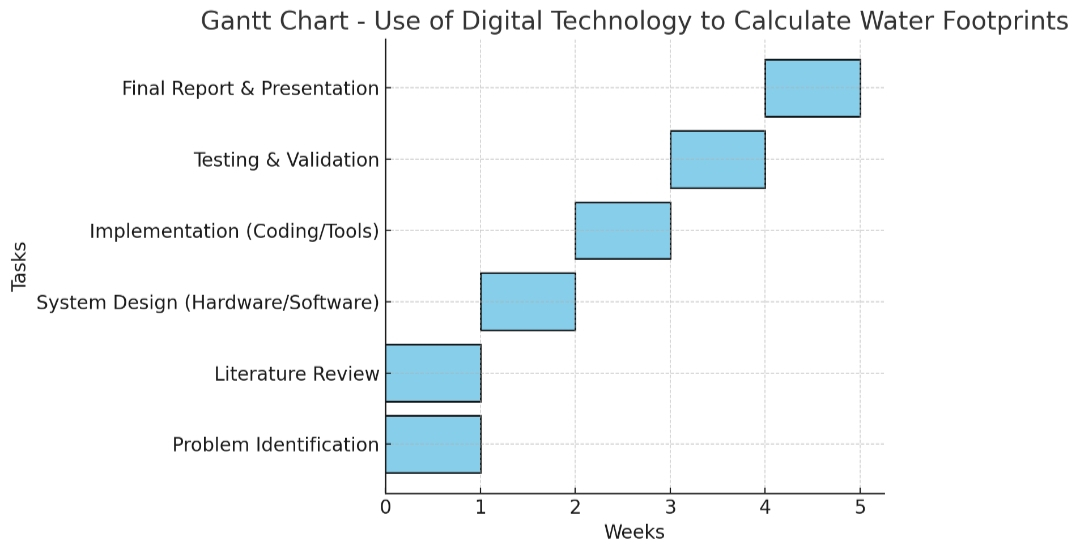 Gantt Chart - Use of Digital Technology to Calculate Water Footprints
Final Report & Presentation
Testing & Validation
Implementation (Coding/Tools)
System Design (Hardware/Software)
Literature Review
Problem Identification
Tasks
0 1 2 3 4 5
Weeks